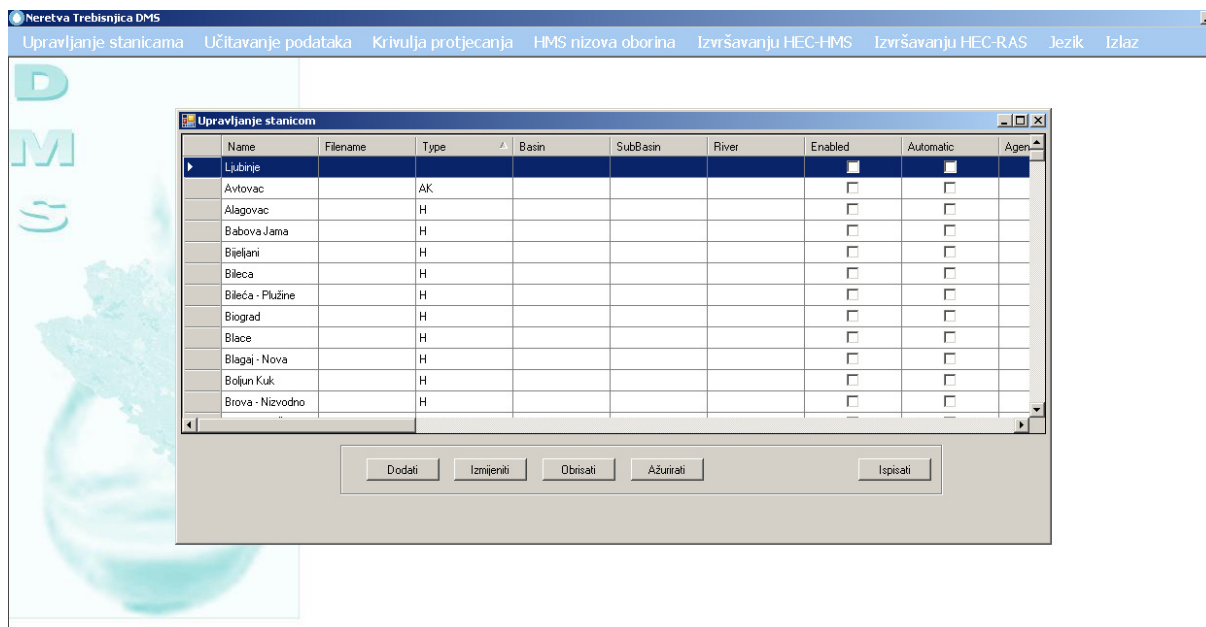 Neretva Trebisnjica DMS
Upravljanje stanicama Učitavanje podataka Krivulja protjecanja HMS nizova oborina Izvršavanju HEC-HMS Izvršavanju HEC-RAS Jezik Izlaz
D
M
S
Upravljanje stanicom
Name Filename Type Basin SubBasin River Enabled Automatic Agen
Ljubinje
Avtovac AK
Alagovac H
Babova Jama H
Bijeljani H
Bileca H
Bileća - Plužine H
Biograd H
Blace H
Blagaj - Nova H
Boljun Kuk H
Brova - Nizvodno H
Dodati Izmijeniti Obrisati Ažurirati Ispisati